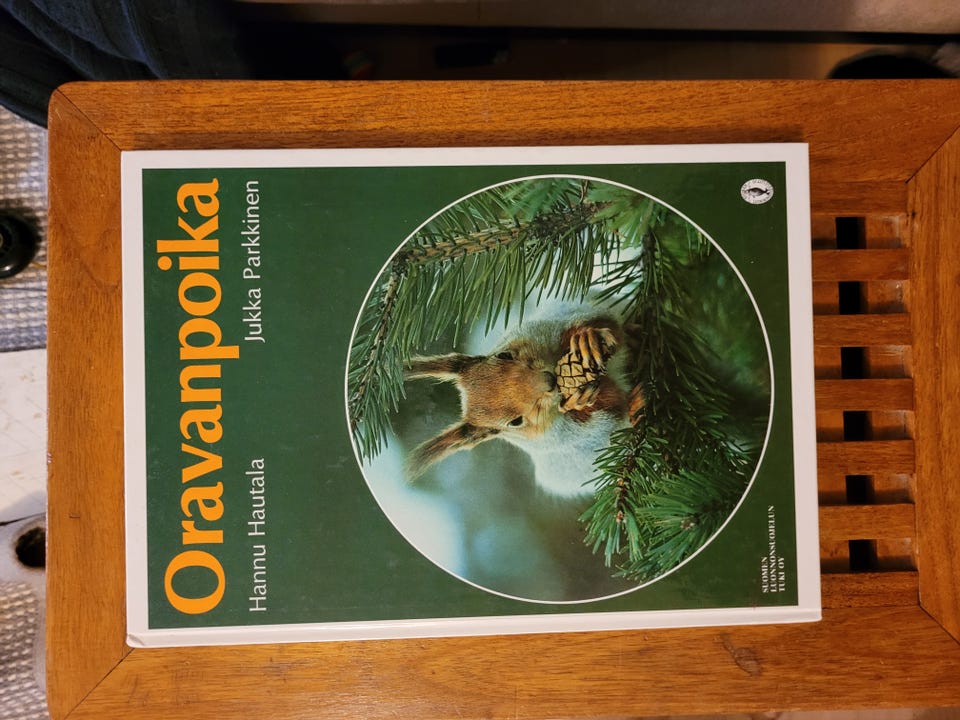 Oravanpoika
Hannu Hautala Jukka Parkkinen
SUOMEN
LUONNONSUOJELUN
TUKI OY